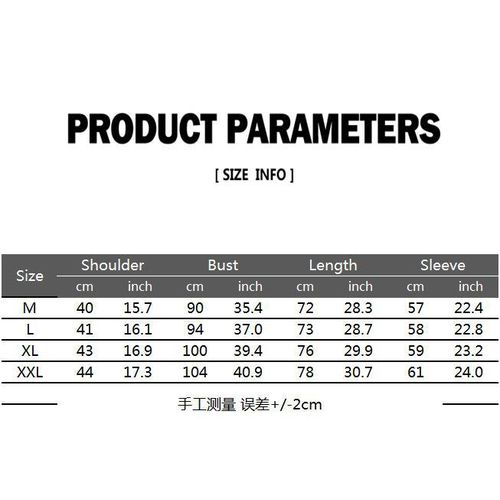 PRODUCT PARAMETERS
[ SIZE INFO ]
Size Shoulder Bust Length Sleeve
cm inch cm inch cm inch cm inch
M 40 15.7 90 35.4 72 28.3 57 22.4
L 41 16.1 94 37.0 73 28.7 58 22.8
XL 43 16.9 100 39.4 76 29.9 59 23.2
XXL 44 17.3 104 40.9 78 30.7 61 24.0
手工测量 误差+/-2cm